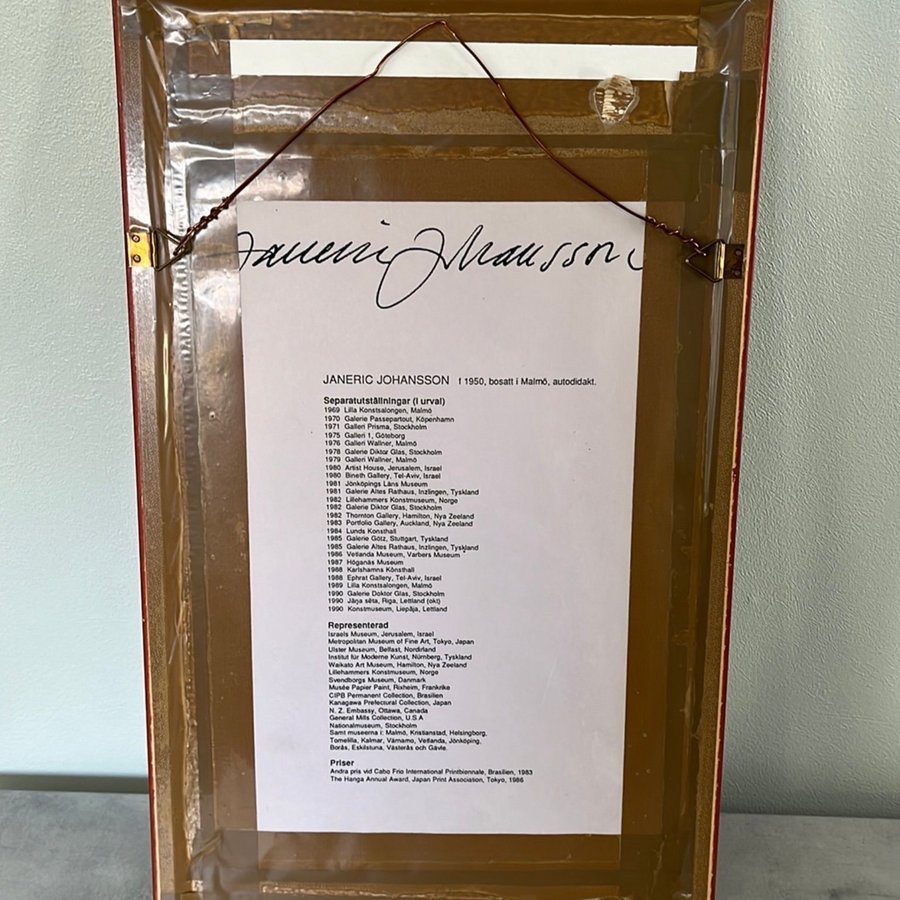 Janeric Johansson
JANERIC JOHANSSON f 1950, bosatt i Malmö, autodidakt.
Separatutställningar (i urval)
1969 Lilla Konstsalongen, Malmö
1970 Galerie Passepartout, Köpenhamn
1971 Galleri Prisma, Stockholm
1975 Galleri 1, Göteborg
1976 Galleri Wallner, Malmö
1978 Galerie Diktor Glas, Stockholm
1979 Galleri Wallner, Malmö
1980 Artist House, Jerusalem, Israel
1980 Bineth Gallery, Tel-Aviv, Israel
1981 Jönköpings Läns Museum
1981 Galerie Altes Rathaus, Inzlingen, Tyskland
1982 Lillehammers Konstmuseum, Norge
1982 Galerie Diktor Glas, Stockholm
1982 Thornton Gallery, Hamilton, Nya Zeeland
1983 Portfolio Gallery, Auckland, Nya Zeeland
1984 Lunds Konsthall
1985 Galerie Götz, Stuttgart, Tyskland
1985 Galerie Altes Rathaus, Inzlingen, Tyskland
1986 Vetlanda Museum, Varbers Museum
1987 Höganäs Museum
1988 Karlshamns Könsthall
1988 Ephrat Gallery, Tel-Aviv, Israel
1989 Lilla Konstsalongen, Malmö
1990 Galerie Doktor Glas, Stockholm
1990 Jāņa sēta, Riga, Lettland (okt)
1990 Konstmuseum, Liepāja, Lettland
Representerad
Israels Museum, Jerusalem, Israel
Metropolitan Museum of Fine Art, Tokyo, Japan
Ulster Museum, Belfast, Nordirland
Institut für Moderne Kunst, Nürnberg, Tyskland
Waikato Art Museum, Hamilton, Nya Zeeland
Lillehammers Konstmuseum, Norge
Svendborgs Museum, Danmark
Musée Papier Paint, Rixheim, Frankrike
CIPB Permanent Collection, Brasilien
Kanagawa Prefectural Collection, Japan
N. Z. Embassy, Ottawa, Canada
General Mills Collection, U.S.A
Nationalmuseum, Stockholm
Samt museerna i: Malmö, Kristianstad, Helsingborg,
Tomelilla, Kalmar, Värnamo, Vetlanda, Jönköping,
Borås, Eskilstuna, Västerås och Gävle.
Priser
Andra pris vid Cabo Frio International Printbiennale, Brasilien, 1983
The Hanga Annual Award, Japan Print Association, Tokyo, 1986